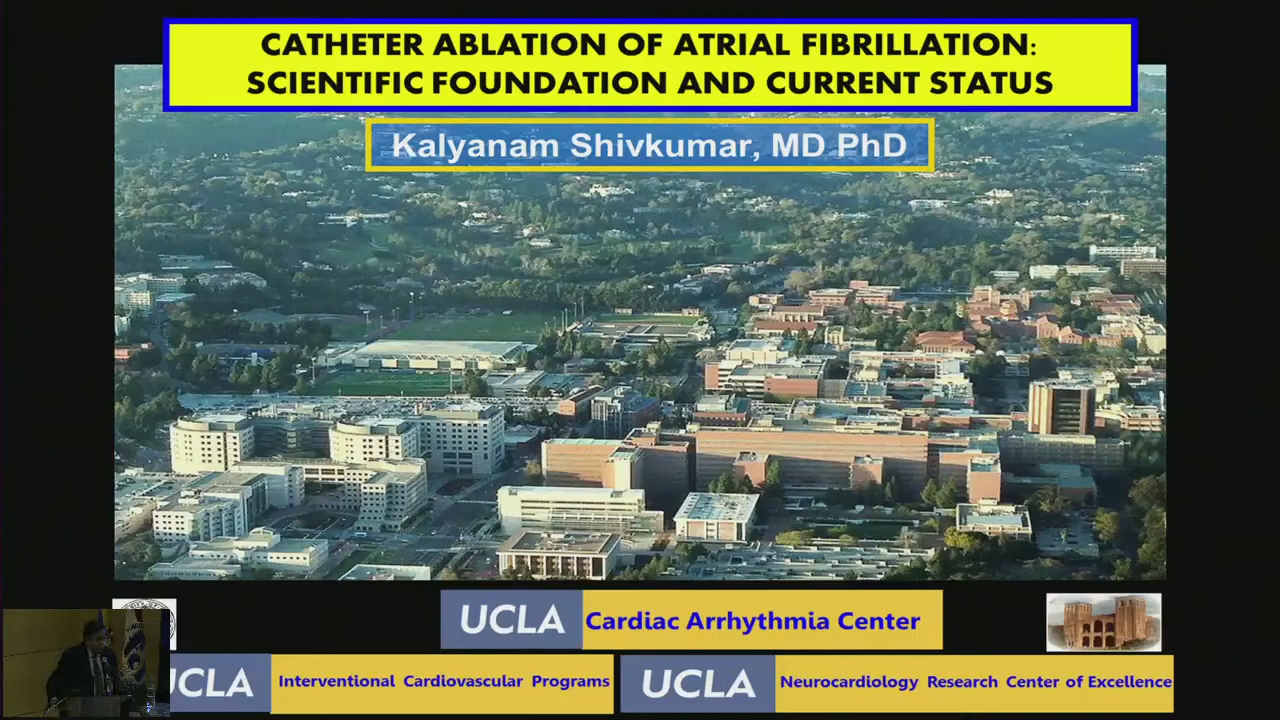 CATHETER ABLATION OF ATRIAL FIBRILLATION:
SCIENTIFIC FOUNDATION AND CURRENT STATUS
Kalyanam Shivkumar, MD PhD
UCLA Cardiac Arrhythmia Center
UCLA Interventional Cardiovascular Programs
UCLA Neurocardiology Research Center of Excellence